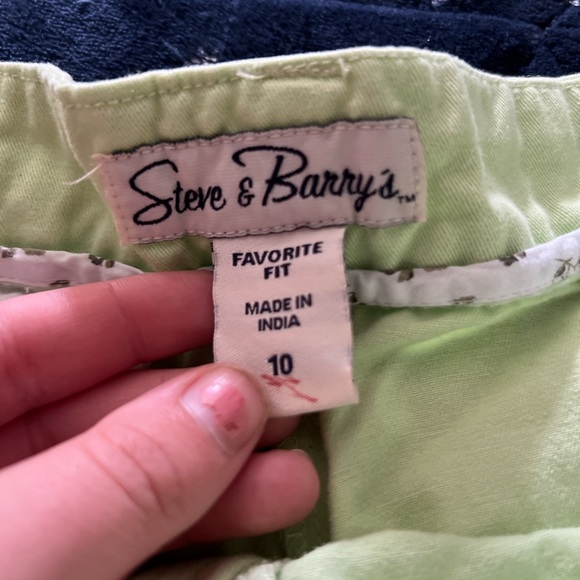 Steve & Barry's™
FAVORITE
FIT
MADE IN
INDIA
10